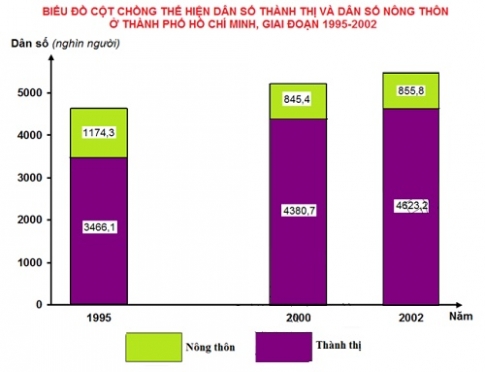 BIỂU ĐỒ CỘT CHỒNG THỂ HIỆN DÂN SỐ THÀNH THỊ VÀ DÂN SỐ NÔNG THÔN
Ở THÀNH PHỐ HỒ CHÍ MINH, GIAI ĐOẠN 1995-2002
Dân số (nghìn người)
5000
4000
3000
2000
1000
0
1174,3
3466,1
845,4
4380,7
855,8
4623,2
1995
2000
2002
Năm
Nông thôn
Thành thị